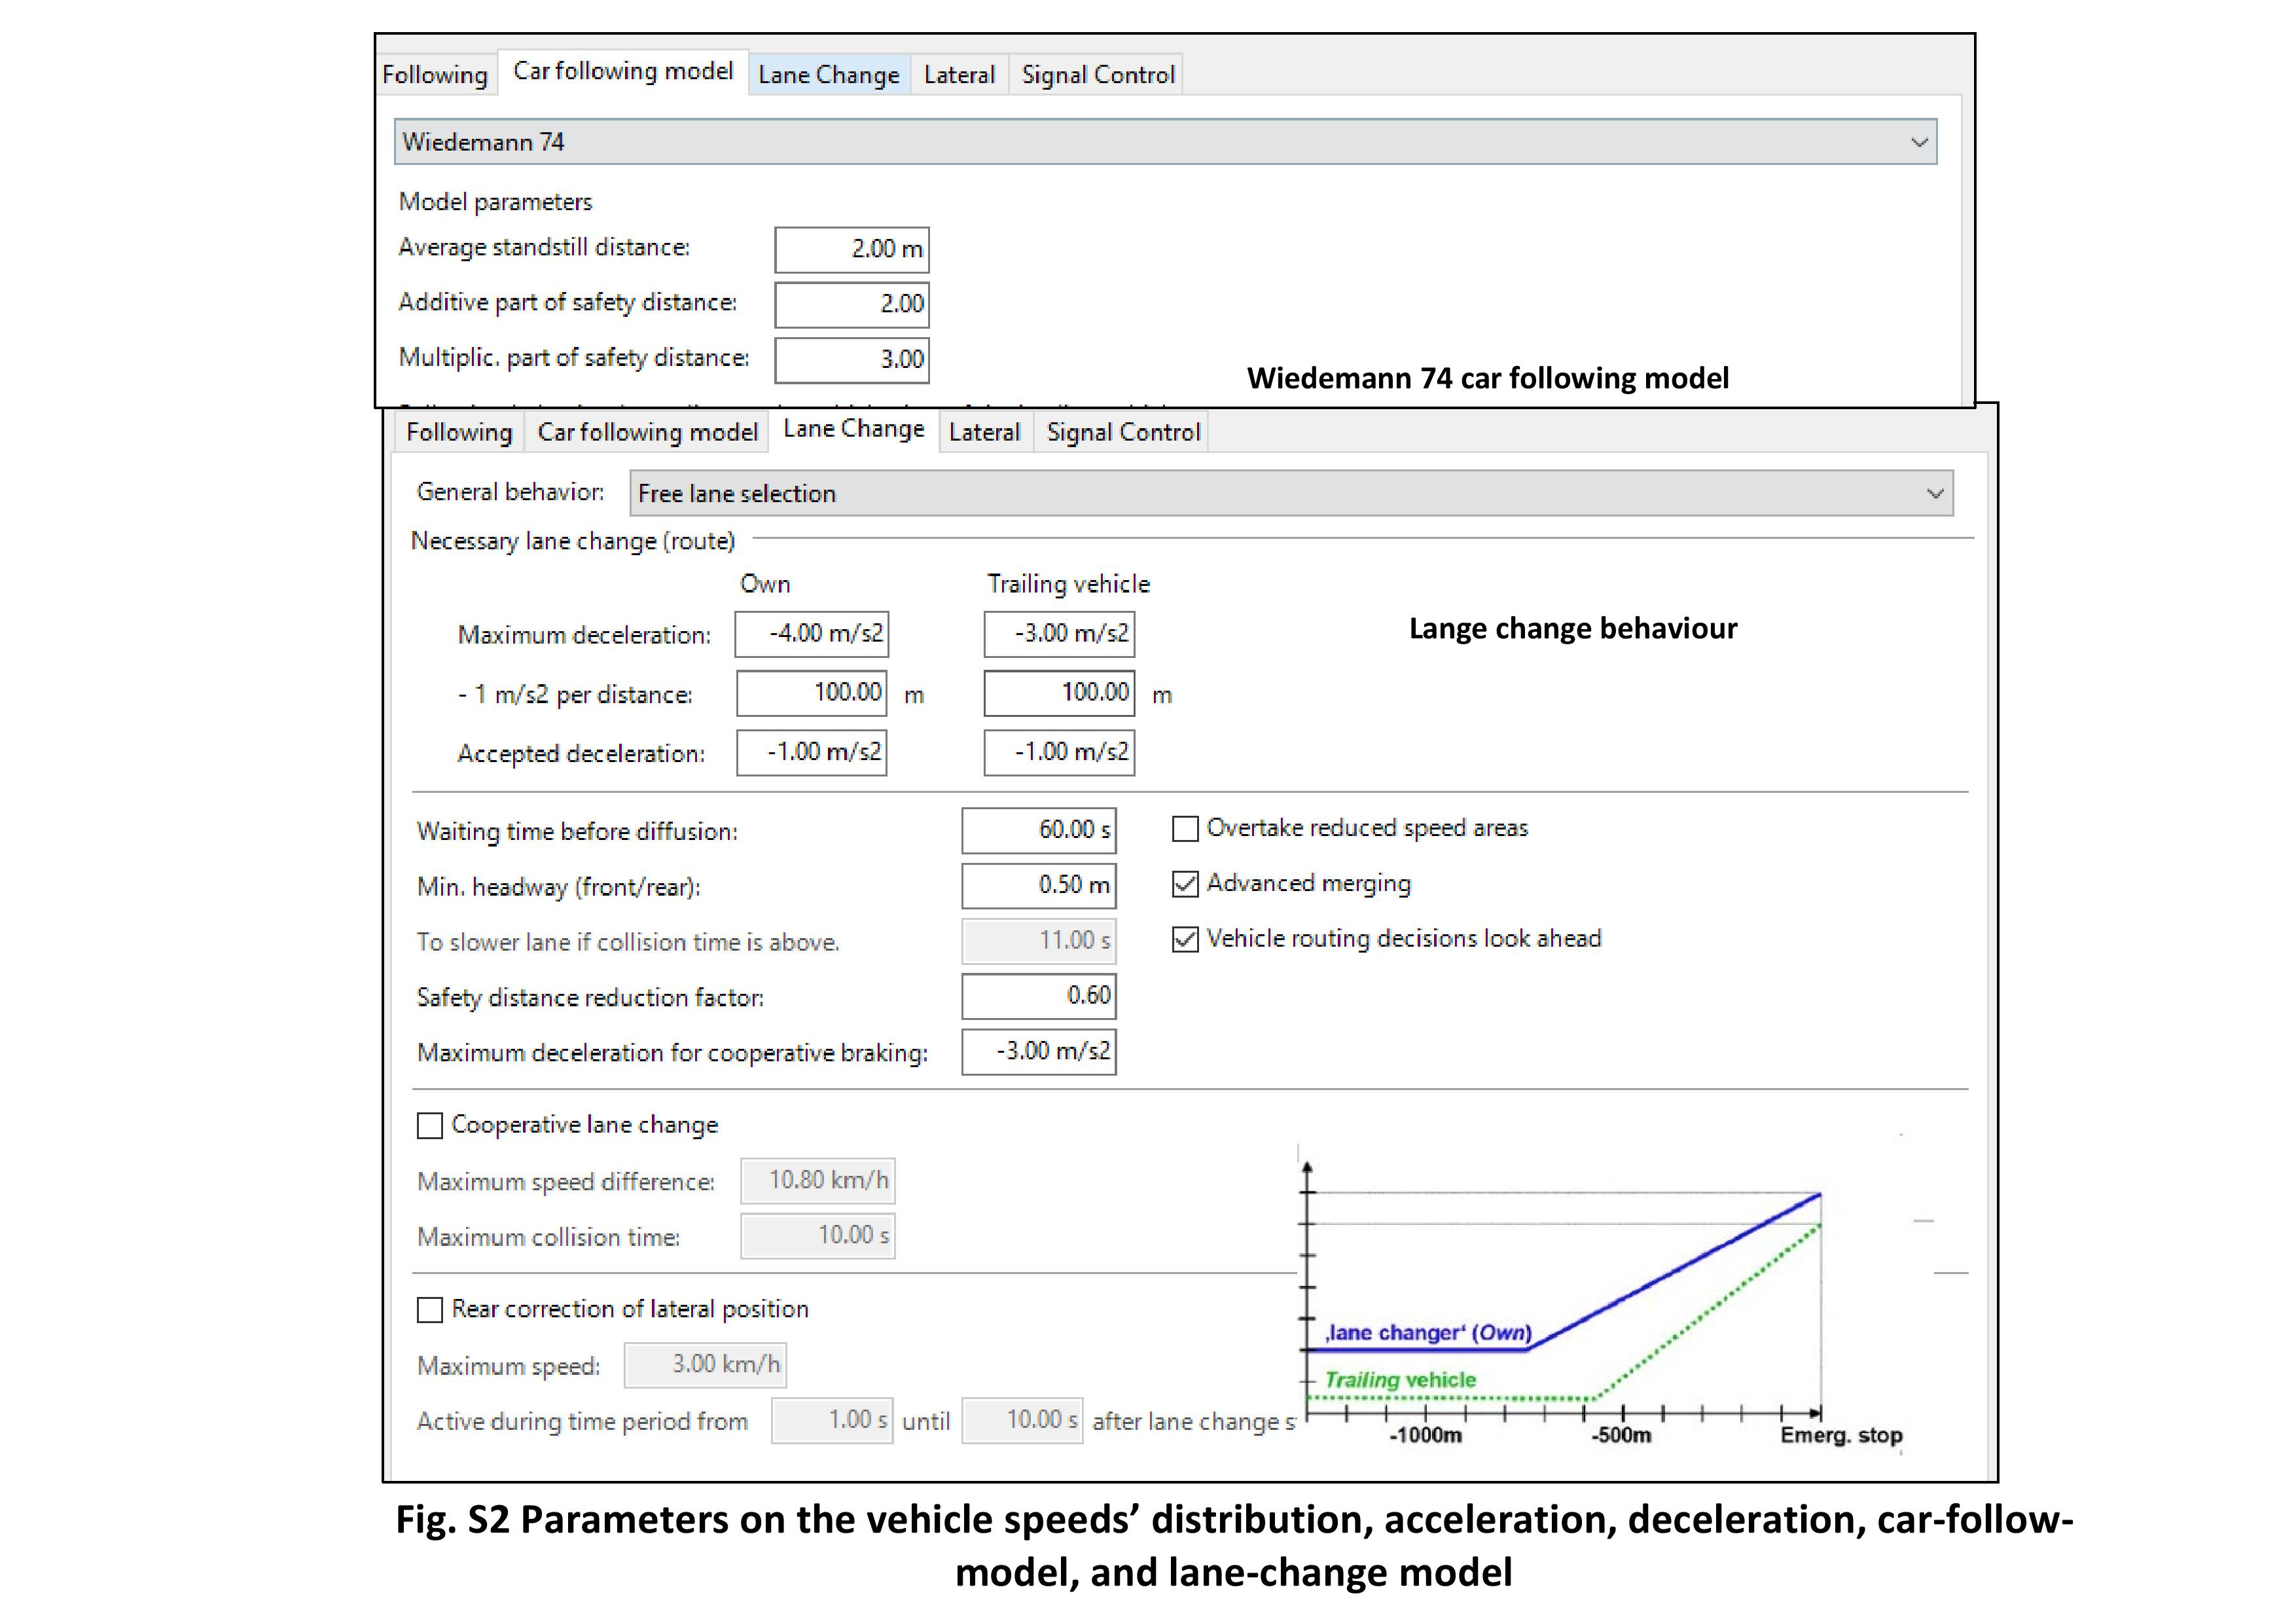 Following Car following model Lane Change Lateral Signal Control
Wiedemann 74
Model parameters
Average standstill distance: 2.00 m
Additive part of safety distance: 2.00
Multiplic. part of safety distance: 3.00
Wiedemann 74 car following model
Following Car following model Lane Change Lateral Signal Control
General behavior: Free lane selection
Necessary lane change (route)
Own Trailing vehicle
Maximum deceleration: -4.00 m/s2 -3.00 m/s2
Lange change behaviour
- 1 m/s2 per distance: 100.00 m 100.00 m
Accepted deceleration: -1.00 m/s2 -1.00 m/s2
Waiting time before diffusion: 60.00 s Overtake reduced speed areas
Min. headway (front/rear): 0.50 m Advanced merging
To slower lane if collision time is above. 11.00 s Vehicle routing decisions look ahead
Safety distance reduction factor: 0.60
Maximum deceleration for cooperative braking: -3.00 m/s2
Cooperative lane change
Maximum speed difference: 10.80 km/h
Maximum collision time: 10.00 s
Rear correction of lateral position
Maximum speed: 3.00 km/h
Active during time period from 1.00 s until 10.00 s after lane change s
‚lane changer‘ (Own)
Trailing vehicle
-1000m -500m Emerg. stop
Fig. S2 Parameters on the vehicle speeds’ distribution, acceleration, deceleration, car-follow-
model, and lane-change model